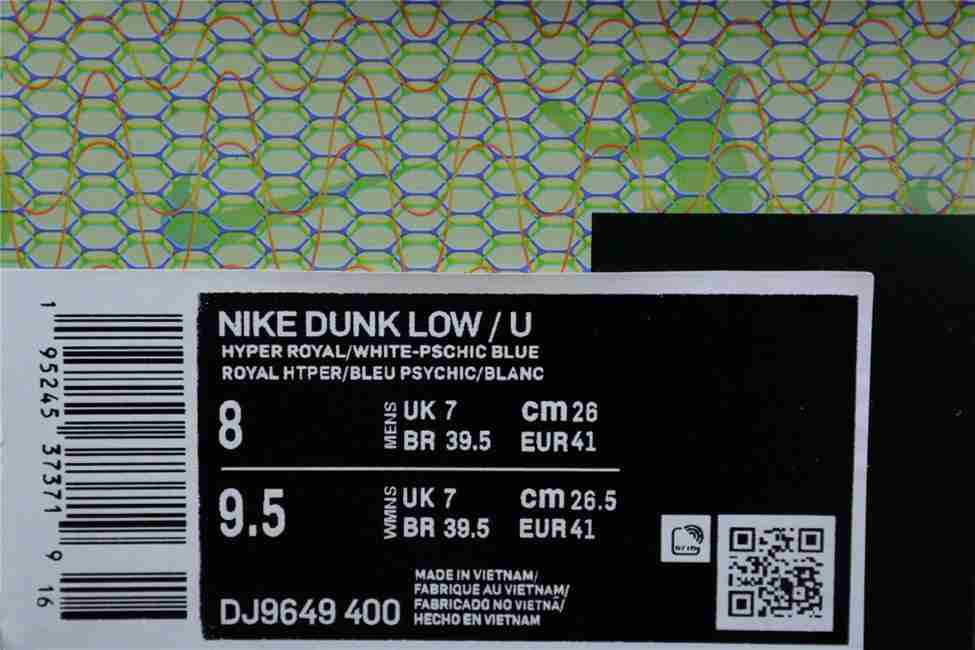 NIKE DUNK LOW / U
HYPER ROYAL/WHITE-PSCHIC BLUE
ROYAL HTPER/BLEU PSYCHIC/BLANC
8
MENS
UK 7
cm 26
BR 39.5
EUR 41
9.5
WMNS
UK 7
cm 26.5
BR 39.5
EUR 41
DJ9649 400
MADE IN VIETNAM/
FABRIQUE AU VIETNAM/
FABRICADO NO VIETNÃ/
HECHO EN VIETNAM
1 95245 37371 9 16